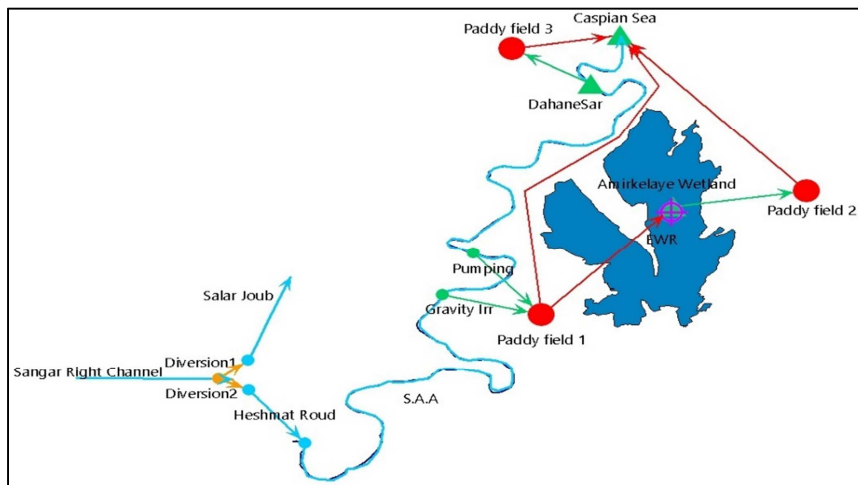 Caspian Sea
Paddy field 3
DahaneSar
Amirkelaye Wetland
Paddy field 2
EWR
Pumping
Salar Joub
Gravity Irr
Paddy field 1
Diversion1
Sangar Right Channel
Diversion2
S.A.A
Heshmat Roud